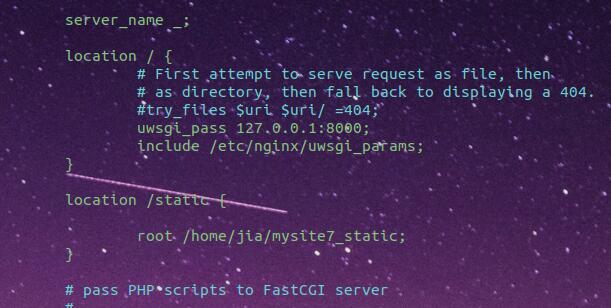 server_name _;
location / {
# First attempt to serve request as file, then
# as directory, then fall back to displaying a 404.
#try_files $uri $uri/ =404;
uwsgi_pass 127.0.0.1:8000;
include /etc/nginx/uwsgi_params;
}
location /static {
root /home/jia/mysite7_static;
}
# pass PHP scripts to FastCGI server
#